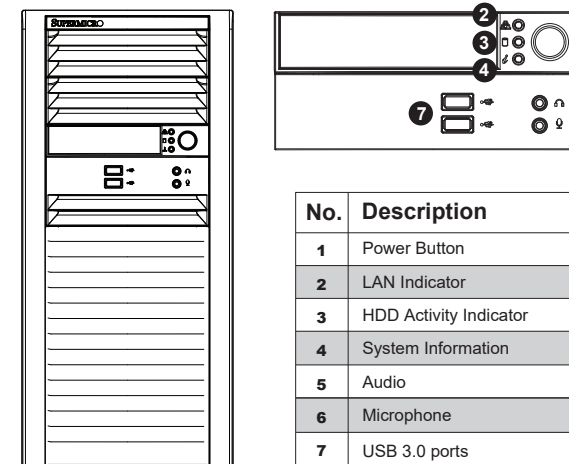 SUPERMICRO
2
3
4
7
No. Description
1 Power Button
2 LAN Indicator
3 HDD Activity Indicator
4 System Information
5 Audio
6 Microphone
7 USB 3.0 ports